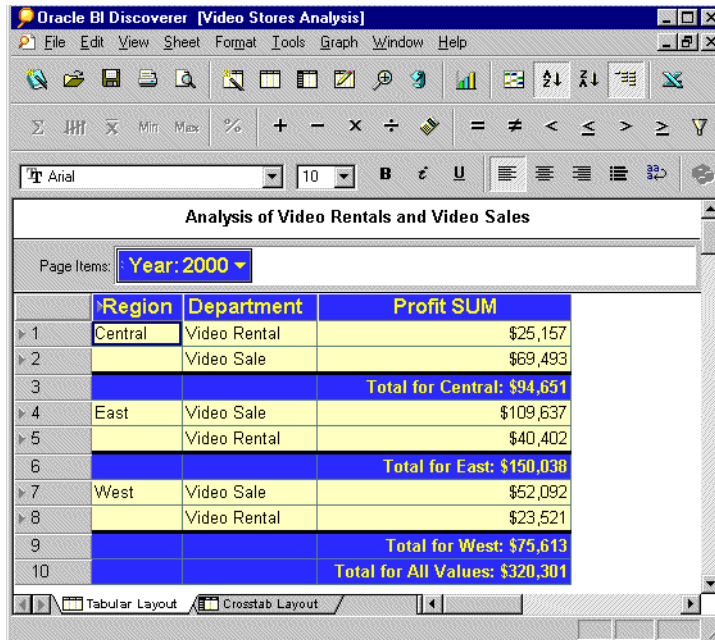 Oracle BI Discoverer [Video Stores Analysis]
File Edit View Sheet Format Tools Graph Window Help
Σ X Min Max % + − × ÷ = ≠ < ≤ > ≥
Arial 10 B i U
Analysis of Video Rentals and Video Sales
Page Items: Year: 2000
Region Department Profit SUM
1 Central Video Rental $25,157
2 Video Sale $69,493
3 Total for Central: $94,651
4 East Video Sale $109,637
5 Video Rental $40,402
6 Total for East: $150,038
7 West Video Sale $52,092
8 Video Rental $23,521
9 Total for West: $75,613
10 Total for All Values: $320,301
Tabular Layout Crosstab Layout